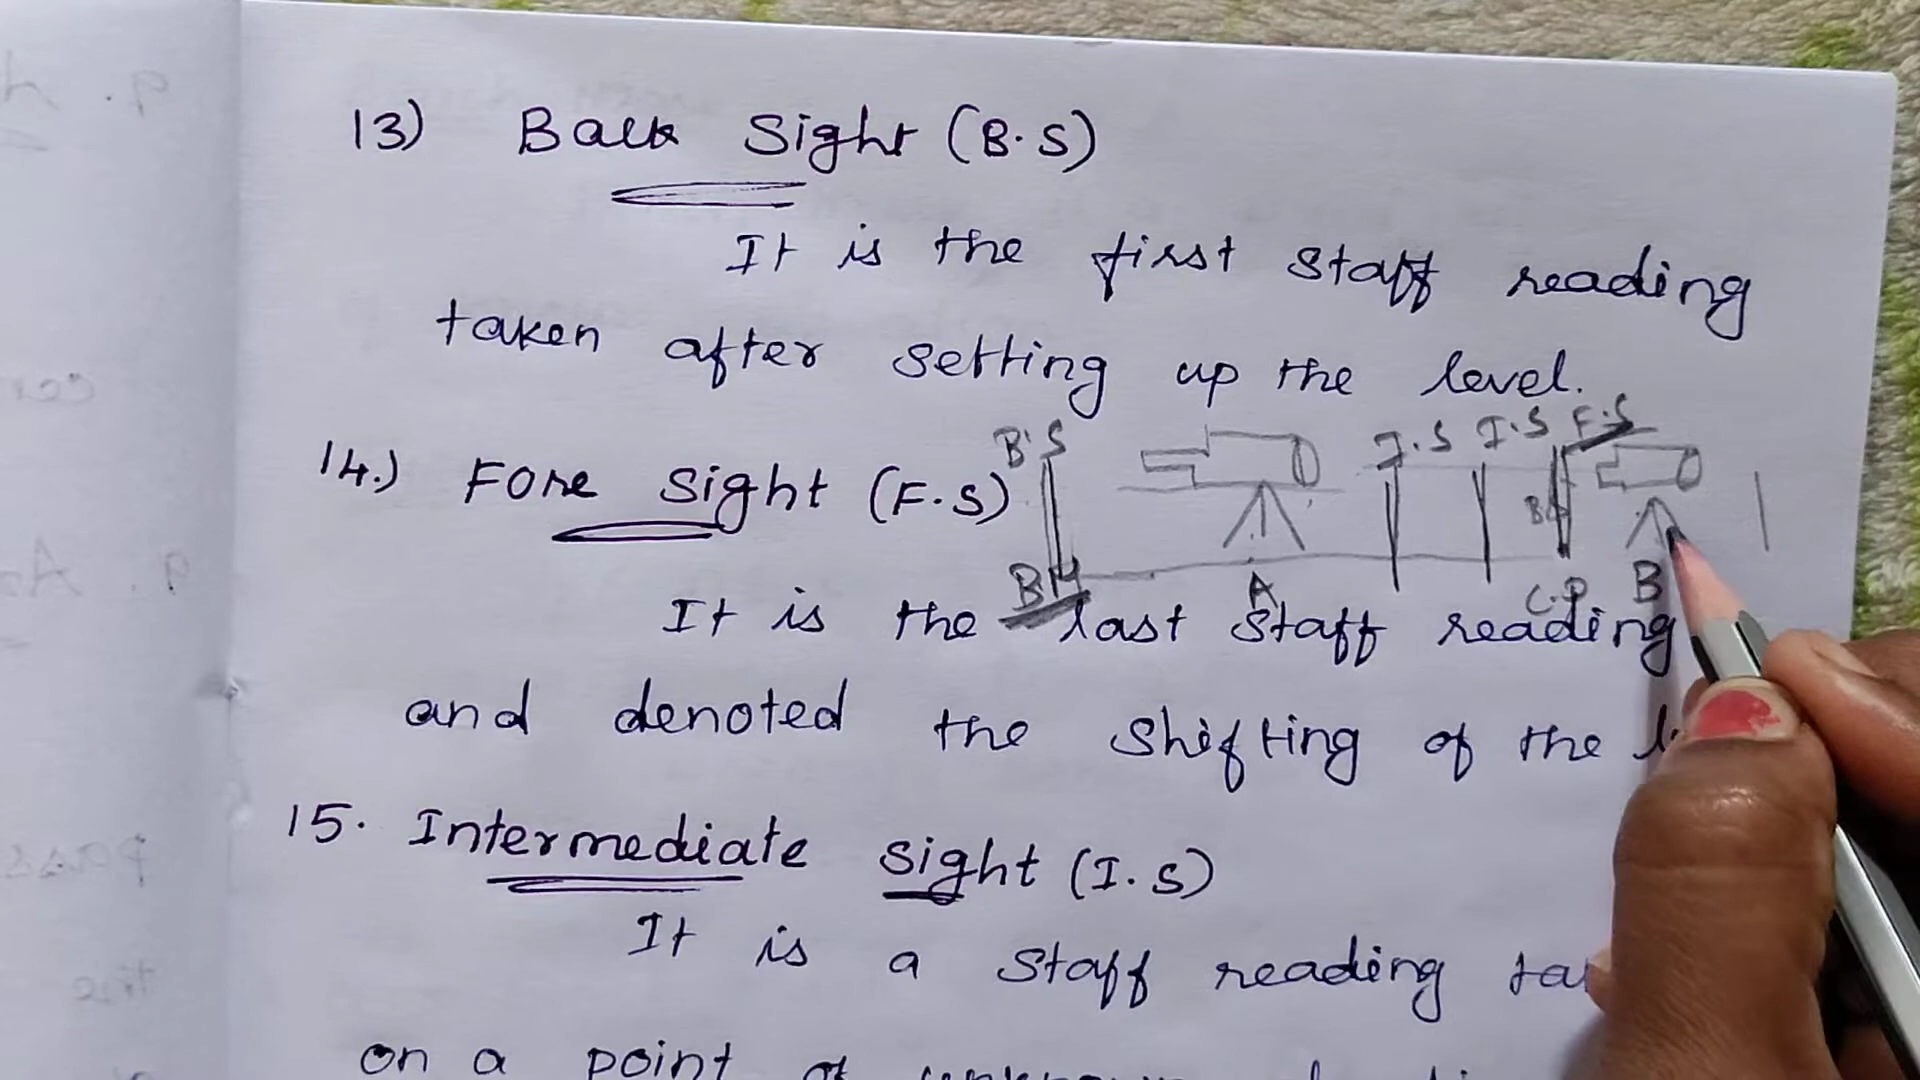 13) Back Sight (B.S)
It is the first staff reading
taken after setting up the level.
B.S I.S I.S F.S
14.) Fore Sight (F.S)
BM A C.P B
It is the last staff reading
and denoted the shifting of the
15. Intermediate sight (I.S)
It is a staff reading
on a point of